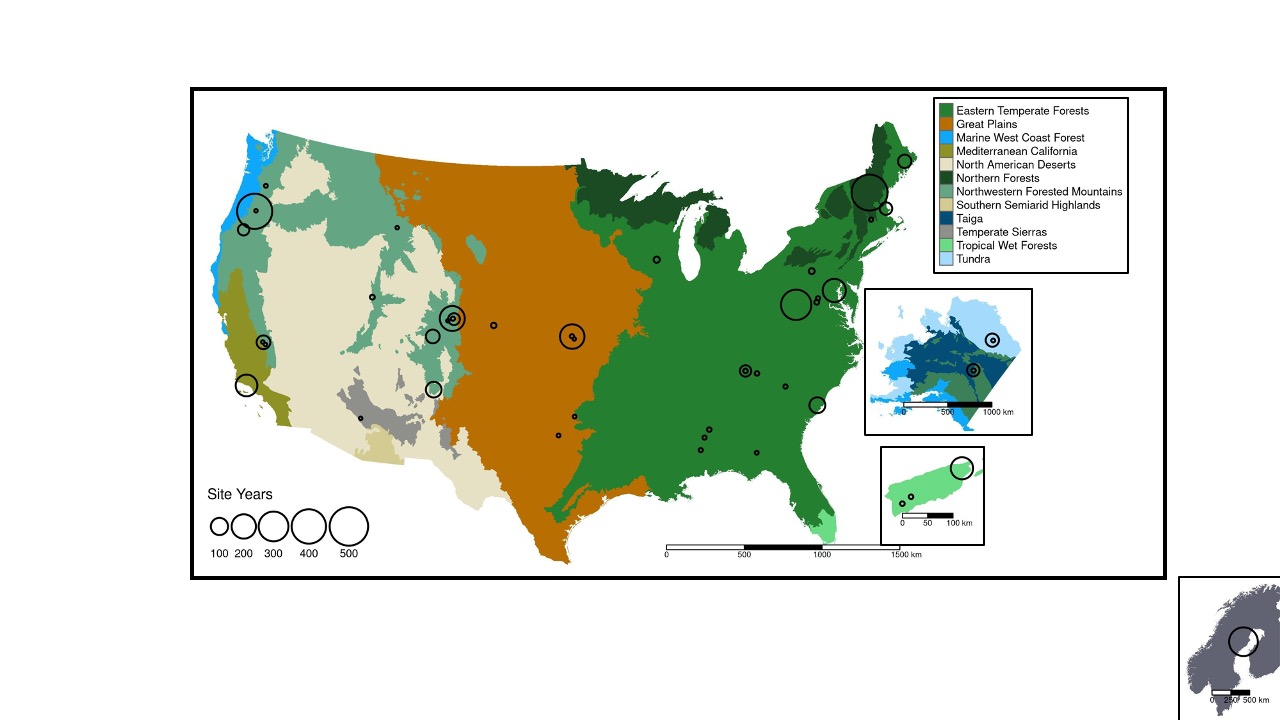 Eastern Temperate Forests
Great Plains
Marine West Coast Forest
Mediterranean California
North American Deserts
Northern Forests
Northwestern Forested Mountains
Southern Semiarid Highlands
Taiga
Temperate Sierras
Tropical Wet Forests
Tundra
0 500 1000 km
0 50 100 km
Site Years
100 200 300 400 500
0 500 1000 1500 km
0 250 500 km